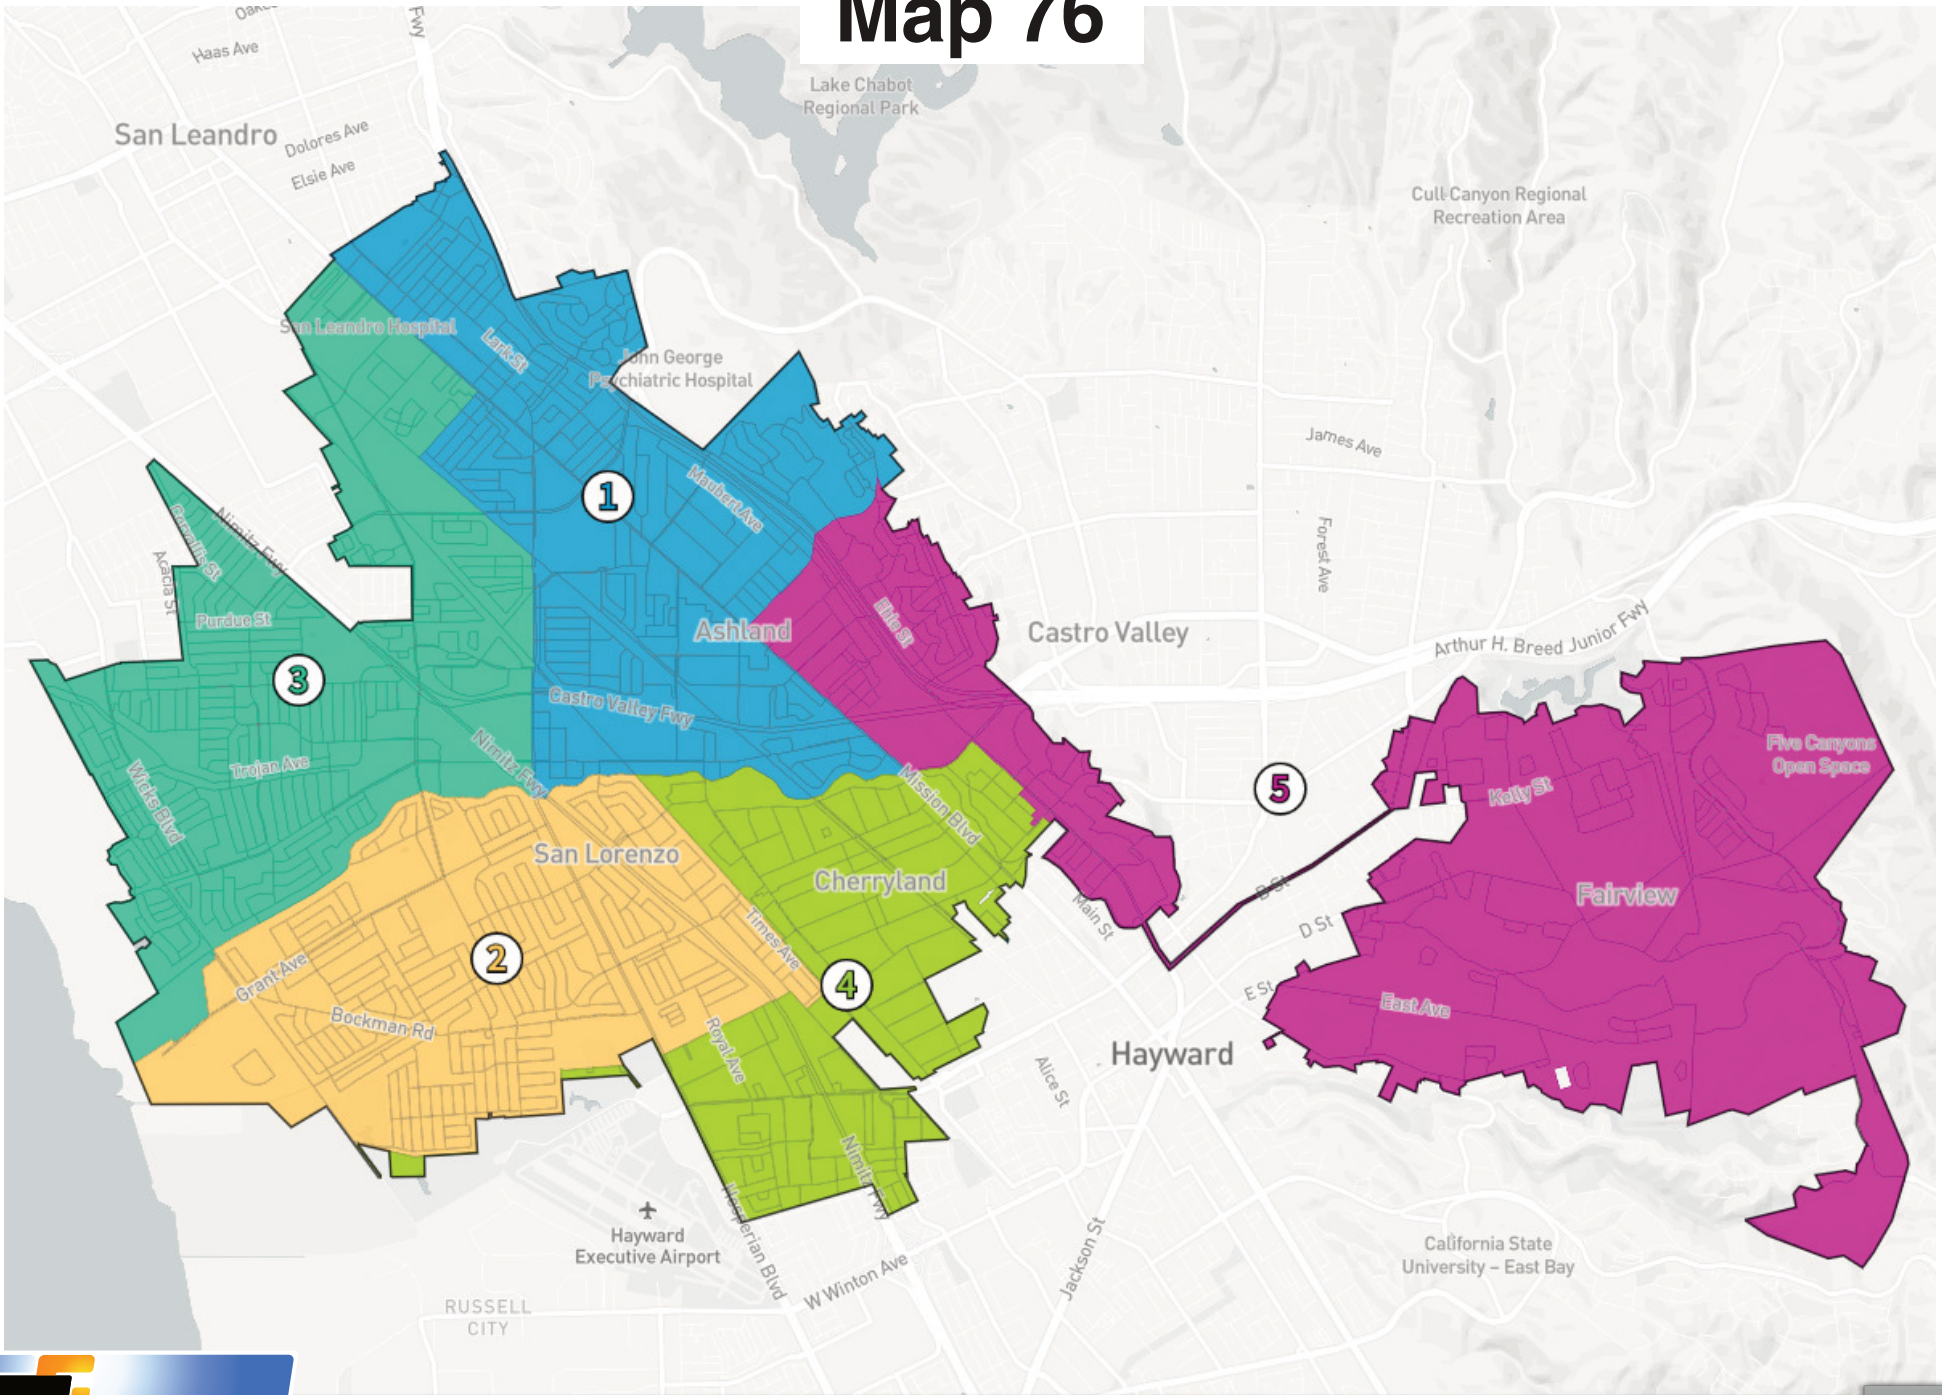 Map 76
Fwy
Haas Ave
Lake Chabot
Regional Park
San Leandro
Dolores Ave
Elsie Ave
Cull Canyon Regional
Recreation Area
San Leandro Hospital
Lark St
John George
Psychiatric Hospital
James Ave
1
Maubert Ave
Nimitz Fwy
Corvallis St
Acacia St
Forest Ave
Purdue St
Ashland
Elgin St
Castro Valley
Arthur H. Breed Junior Fwy
3
Castro Valley Fwy
Five Canyons
Open Space
Trojan Ave
Nimitz Fwy
Wicks Blvd
Mission Blvd
5
Kelly St
San Lorenzo
Cherryland
B St
Fairview
Main St
Times Ave
D St
2
Grant Ave
4
E St
East Ave
Bockman Rd
Royal Ave
Hayward
Alice St
Nimitz Fwy
Hayward
Executive Airport
Hesperian Blvd
W Winton Ave
Jackson St
California State
University – East Bay
RUSSELL
CITY